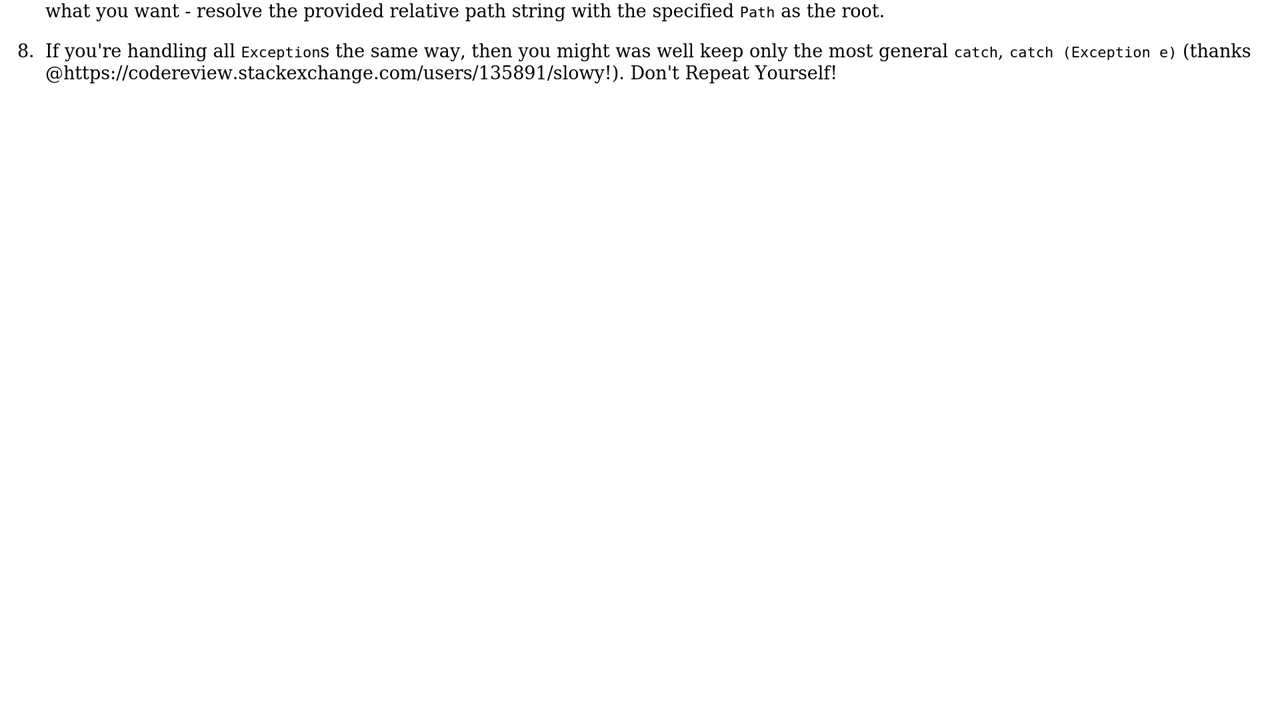 what you want - resolve the provided relative path string with the specified Path as the root.
8. If you're handling all Exceptions the same way, then you might was well keep only the most general catch, catch (Exception e) (thanks
@https://codereview.stackexchange.com/users/135891/slowy!). Don't Repeat Yourself!